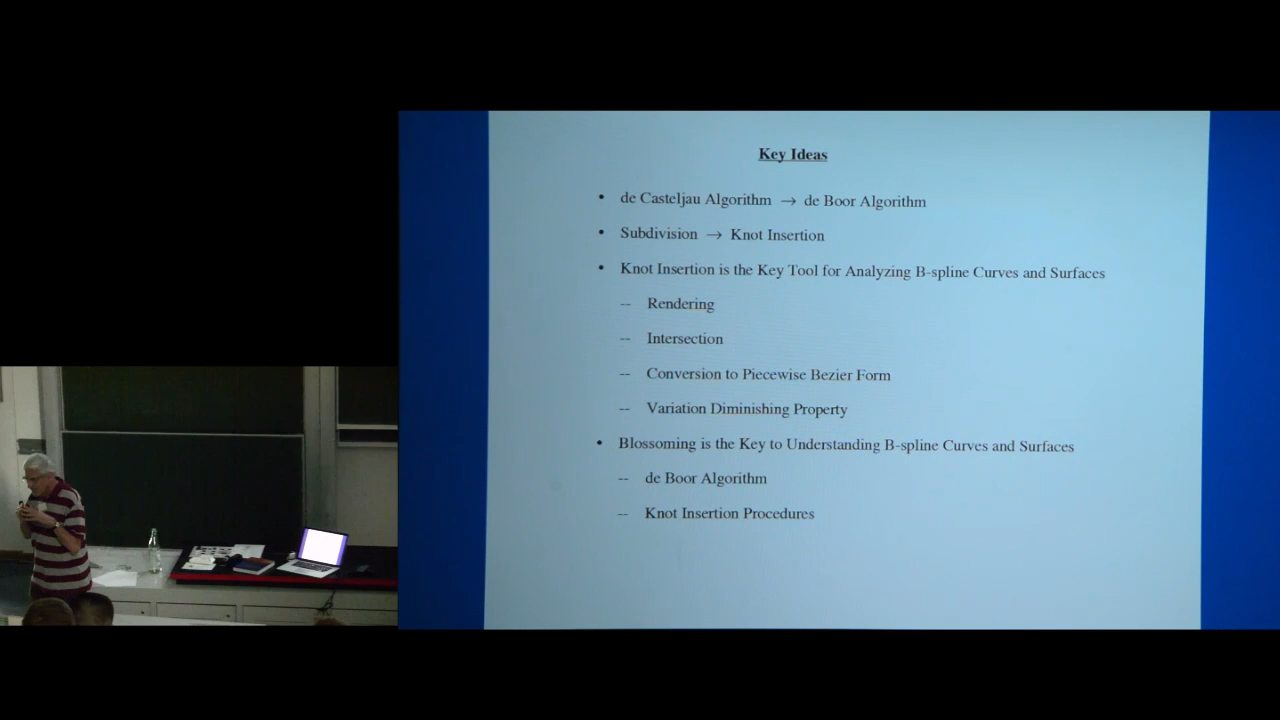 Key Ideas
• de Casteljau Algorithm → de Boor Algorithm
• Subdivision → Knot Insertion
• Knot Insertion is the Key Tool for Analyzing B-spline Curves and Surfaces
-- Rendering
-- Intersection
-- Conversion to Piecewise Bezier Form
-- Variation Diminishing Property
• Blossoming is the Key to Understanding B-spline Curves and Surfaces
-- de Boor Algorithm
-- Knot Insertion Procedures